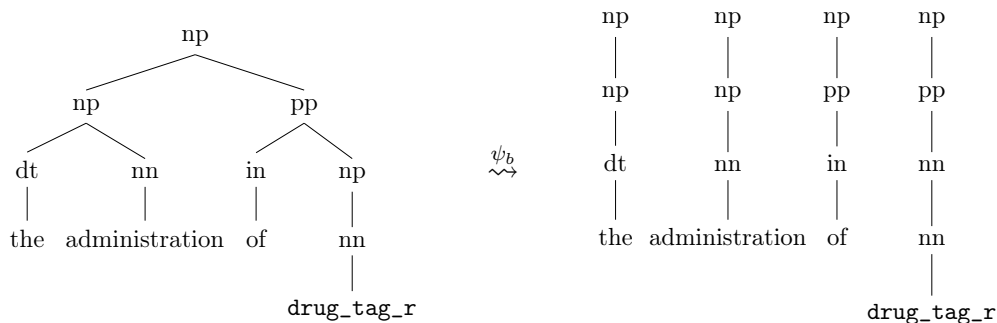 np
np pp
dt nn in np
the administration of nn
drug_tag_r
ψb
⇝
np np np np
np np pp pp
dt nn in nn
the administration of nn
drug_tag_r